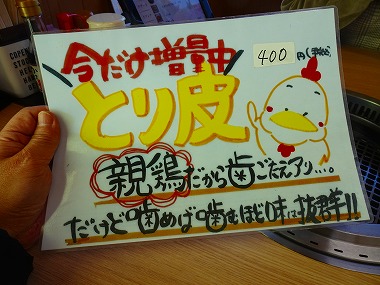 今だけ増量中
400円(税込)
とり皮
親鶏だから歯ごたえアリ…。
だけど噛めば噛むほど味は抜群!!